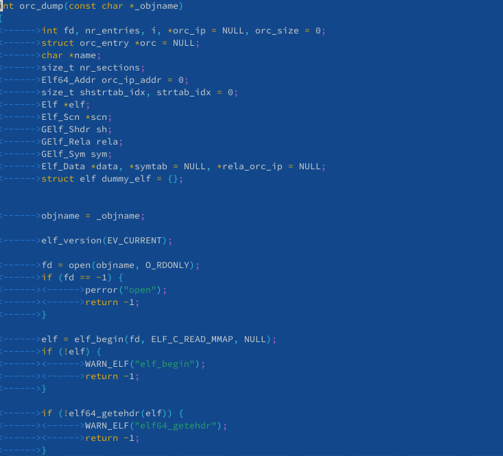 int orc_dump(const char *_objname)
{
<------>int fd, nr_entries, i, *orc_ip = NULL, orc_size = 0;
<------>struct orc_entry *orc = NULL;
<------>char *name;
<------>size_t nr_sections;
<------>Elf64_Addr orc_ip_addr = 0;
<------>size_t shstrtab_idx, strtab_idx = 0;
<------>Elf *elf;
<------>Elf_Scn *scn;
<------>GElf_Shdr sh;
<------>GElf_Rela rela;
<------>GElf_Sym sym;
<------>Elf_Data *data, *symtab = NULL, *rela_orc_ip = NULL;
<------>struct elf dummy_elf = {};
<------>objname = _objname;
<------>elf_version(EV_CURRENT);
<------>fd = open(objname, O_RDONLY);
<------>if (fd == -1) {
<------><------>perror("open");
<------><------>return -1;
<------>}
<------>elf = elf_begin(fd, ELF_C_READ_MMAP, NULL);
<------>if (!elf) {
<------><------>WARN_ELF("elf_begin");
<------><------>return -1;
<------>}
<------>if (!elf64_getehdr(elf)) {
<------><------>WARN_ELF("elf64_getehdr");
<------><------>return -1;
<------>}